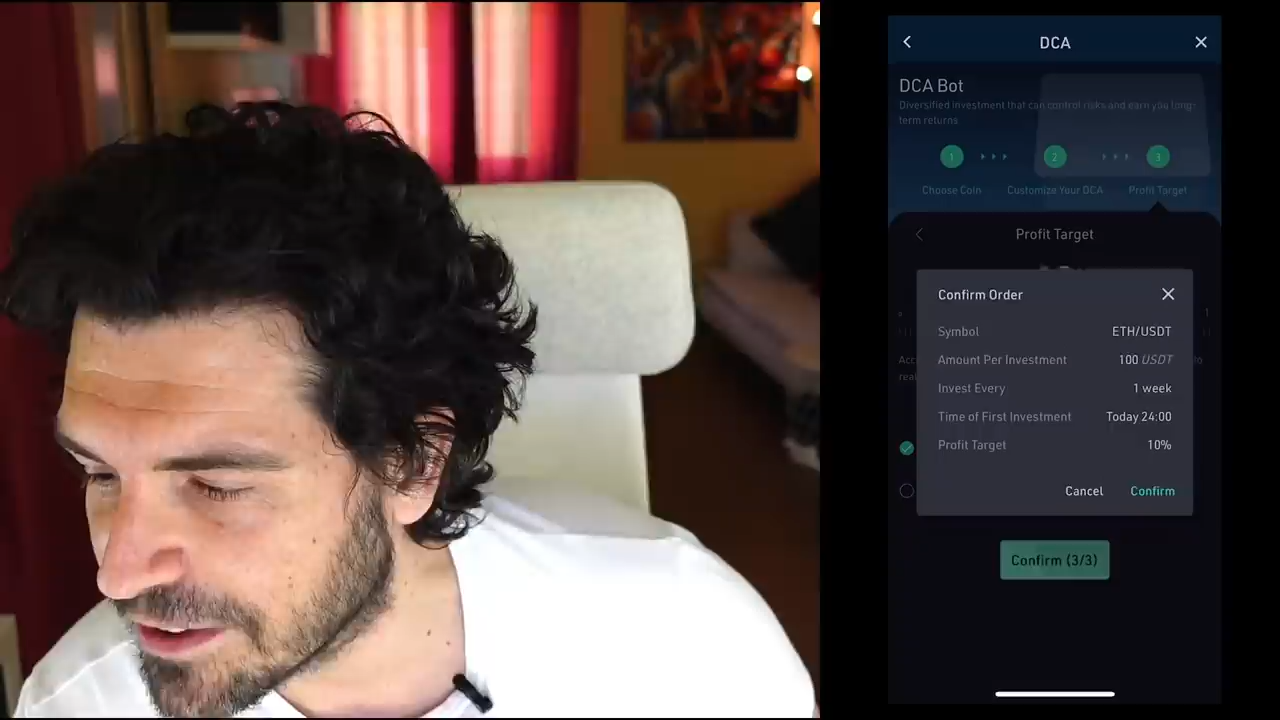 DCA
DCA Bot
Diversified investment that can control risks and earn you long-
term returns
1
2
3
Choose Coin
Customize Your DCA
Profit Target
Profit Target
Confirm Order
Symbol ETH/USDT
Amount Per Investment 100 USDT
Invest Every 1 week
Time of First Investment Today 24:00
Profit Target 10%
Cancel Confirm
Confirm (3/3)